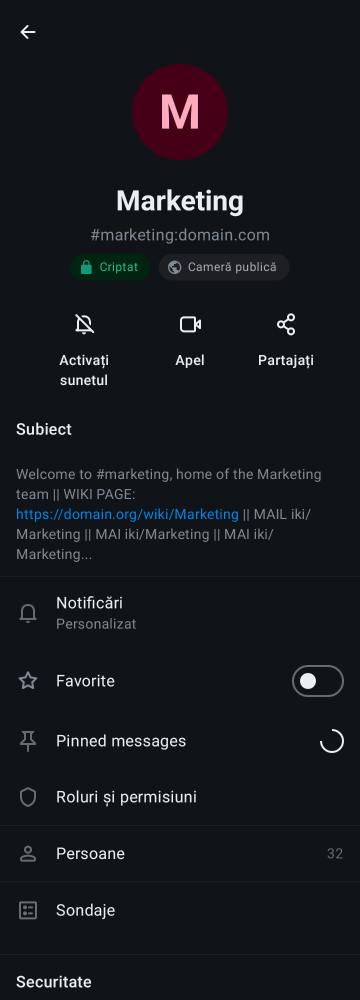 M
Marketing
#marketing:domain.com
Criptat
Cameră publică
Activați
sunetul
Apel
Partajați
Subiect
Welcome to #marketing, home of the Marketing
team || WIKI PAGE:
https://domain.org/wiki/Marketing || MAIL iki/
Marketing || MAI iki/Marketing || MAI iki/
Marketing...
Notificări
Personalizat
Favorite
Pinned messages
Roluri și permisiuni
Persoane 32
Sondaje
Securitate